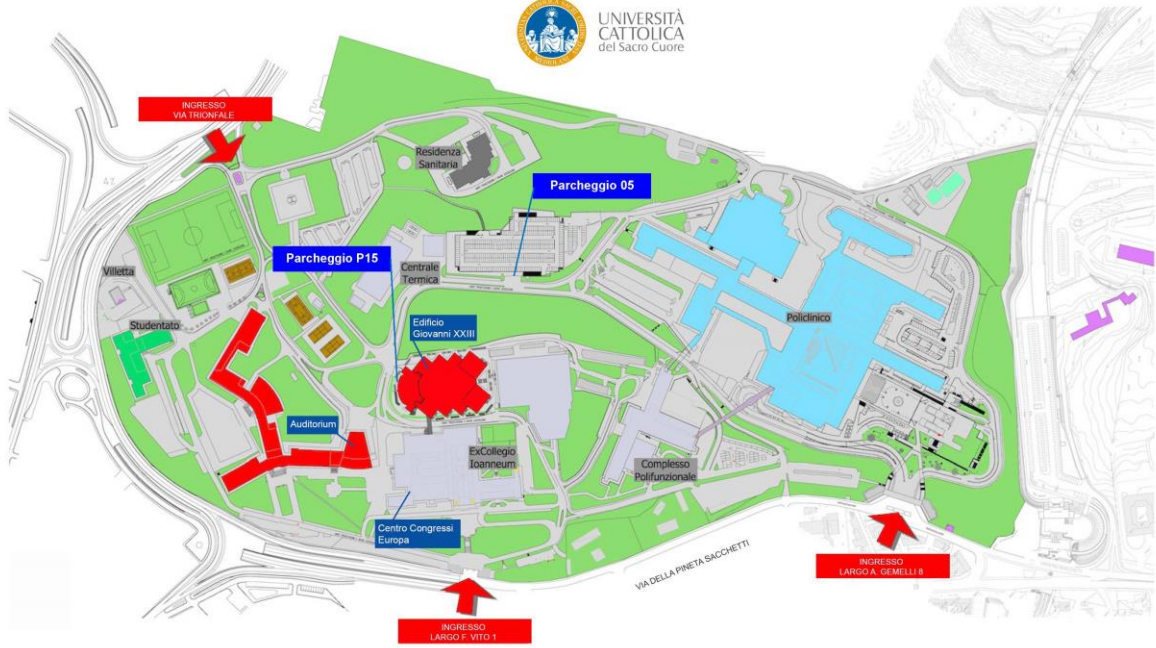 UNIVERSITÀ
CATTOLICA
del Sacro Cuore
INGRESSO
VIA TRIONFALE
Residenza
Sanitaria
Parcheggio 05
Parcheggio P15
Centrale
Termica
Villetta
Studentato
Edificio
Giovanni XXIII
Policlinico
Auditorium
ExCollegio
Ioanneum
Complesso
Polifunzionale
Centro Congressi
Europa
VIA DELLA PINETA SACCHETTI
INGRESSO
LARGO A. GEMELLI 8
INGRESSO
LARGO F. VITO 1